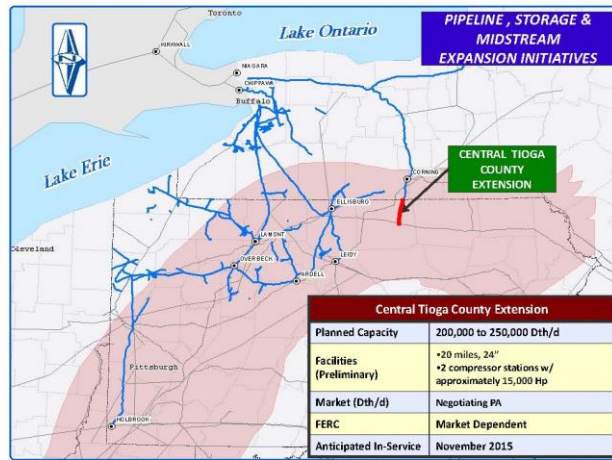 Toronto
Lake Ontario
PIPELINE , STORAGE &
MIDSTREAM
EXPANSION INITIATIVES
KIRKWALL
NIAGARA
CHIPPAWA
Buffalo
Lake Erie
CORNING
CENTRAL TIOGA
COUNTY
EXTENSION
ELLISBURG
Cleveland
LAMONT
OVERBECK
LEIDY
ARDELL
Pittsburgh
HOLBROOK
Central Tioga County Extension
Planned Capacity 200,000 to 250,000 Dth/d
Facilities
(Preliminary)
•20 miles, 24"
•2 compressor stations w/
approximately 15,000 Hp
Market (Dth/d) Negotiating PA
FERC Market Dependent
Anticipated In-Service November 2015